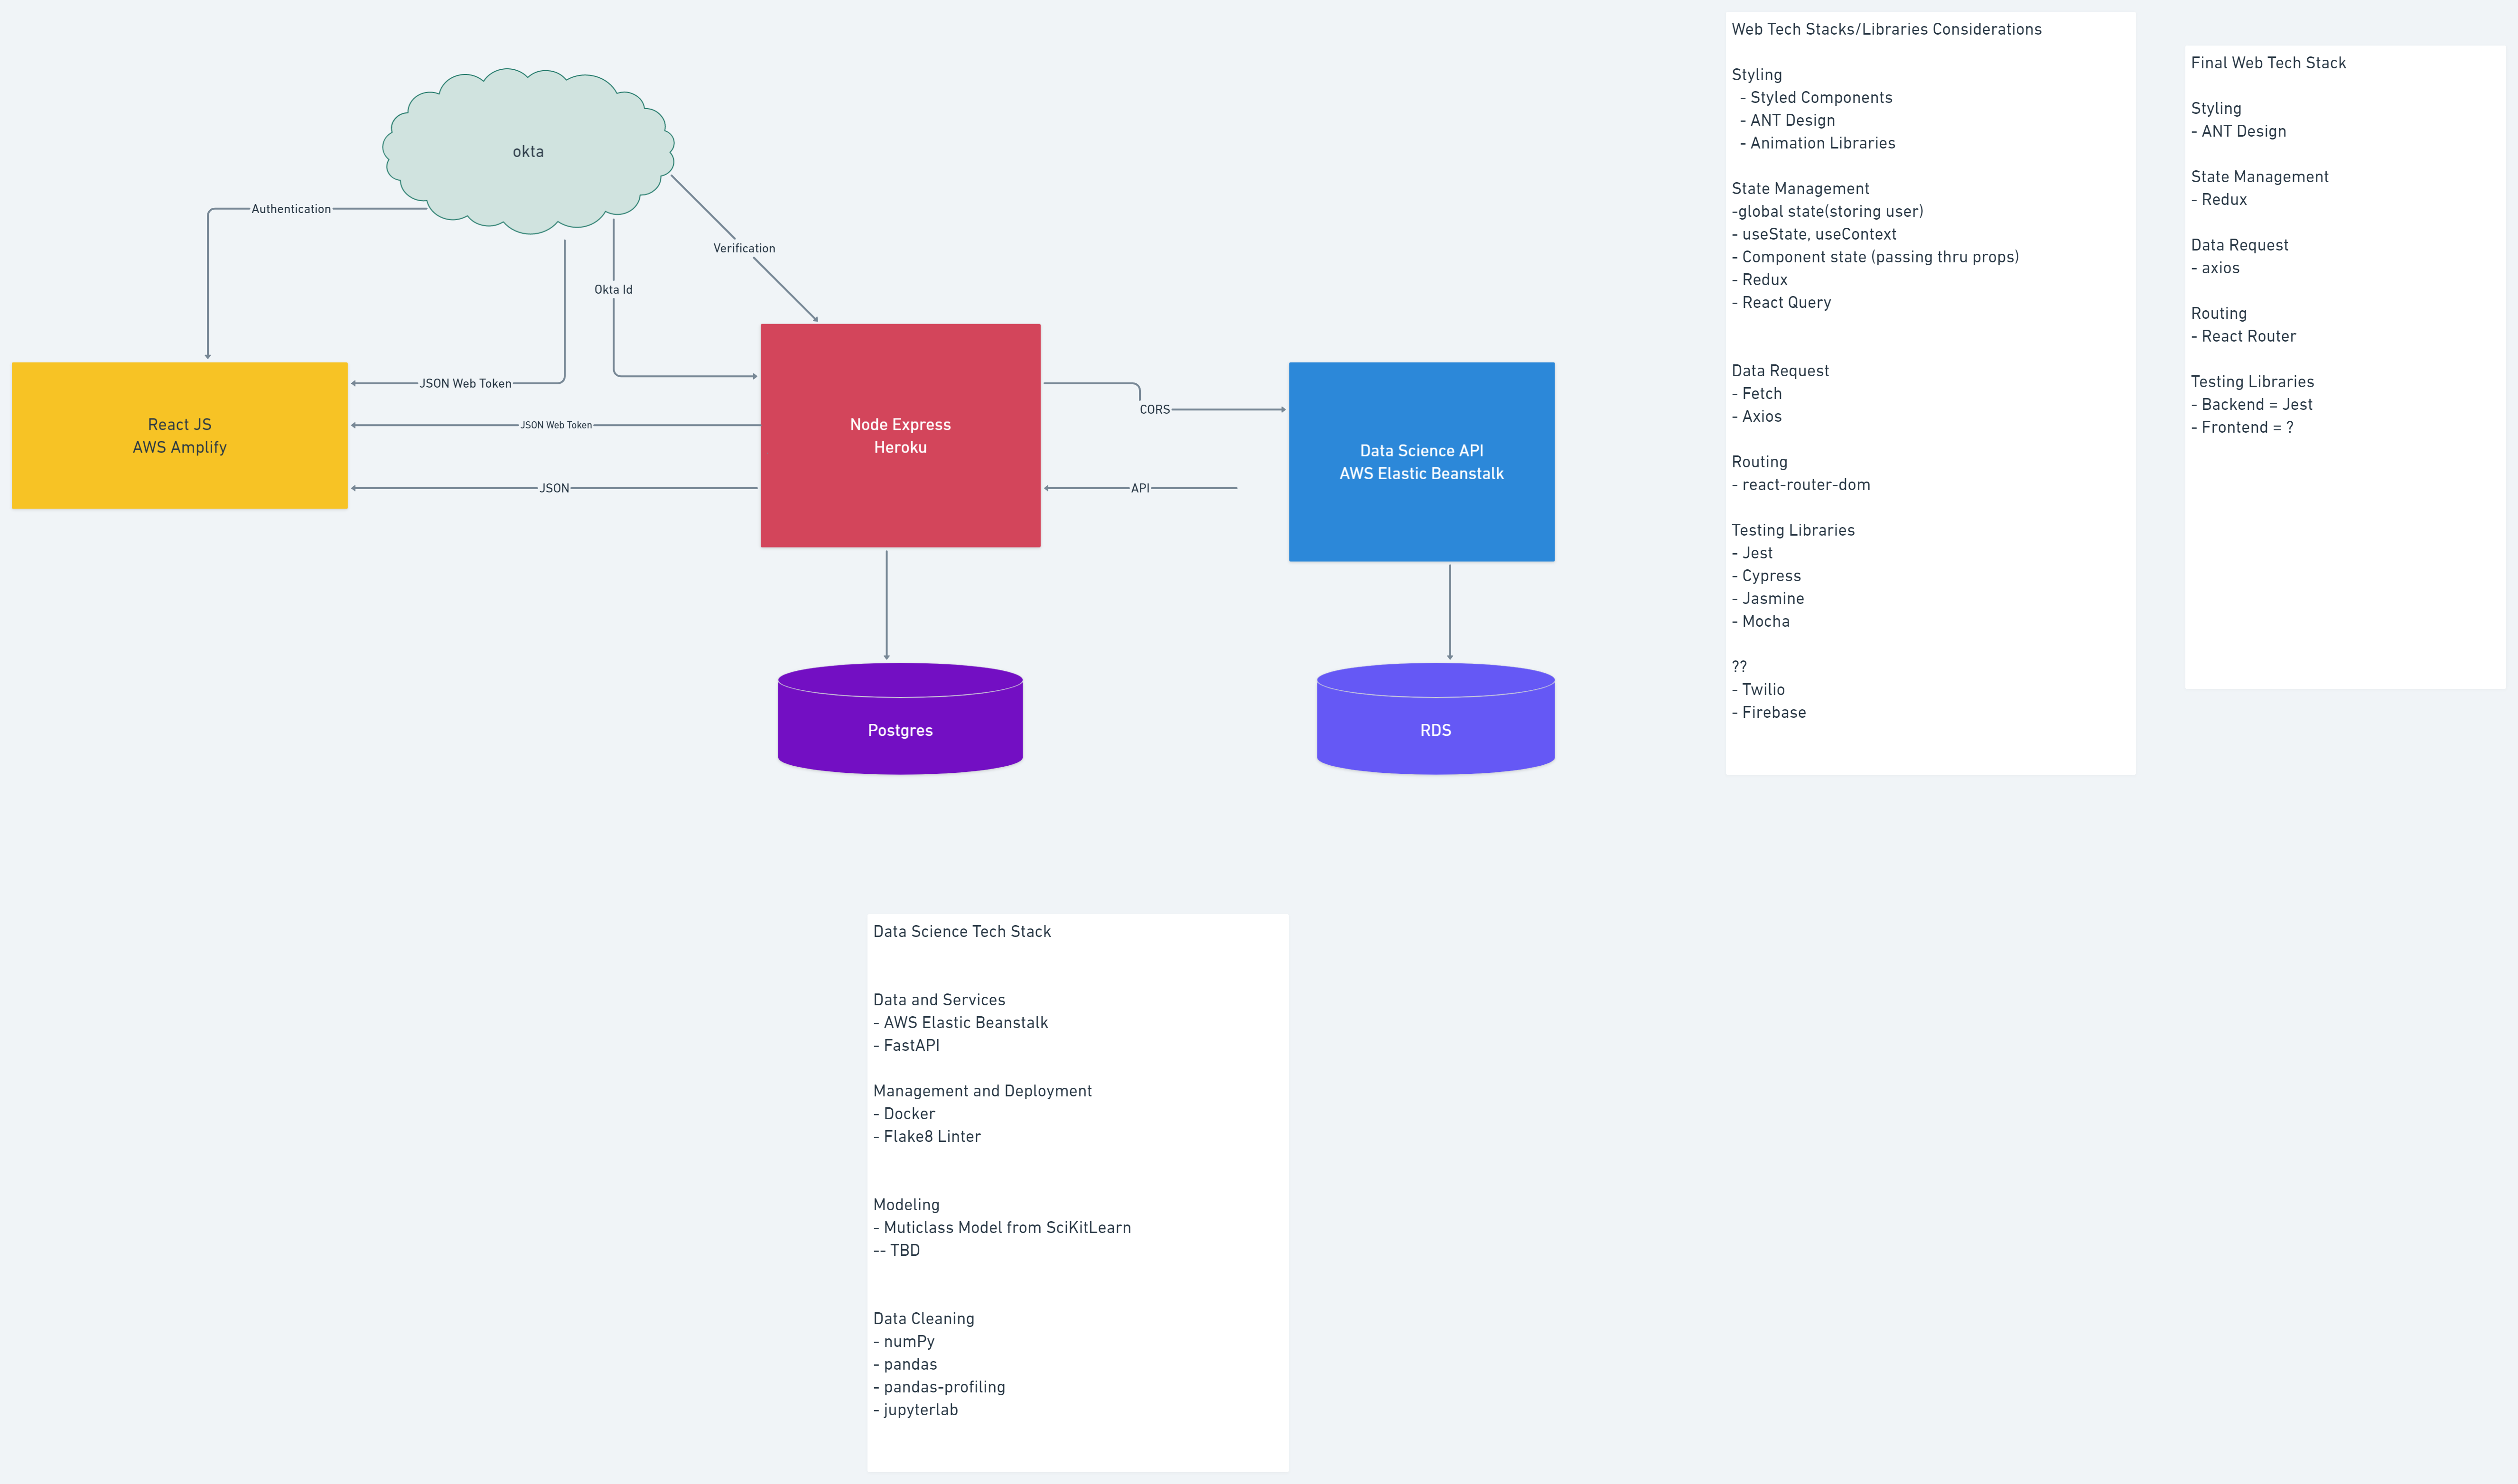 okta
Authentication
Verification
Okta Id
JSON Web Token
JSON Web Token
JSON
CORS
API
React JS
AWS Amplify
Node Express
Heroku
Data Science API
AWS Elastic Beanstalk
Postgres
RDS
Web Tech Stacks/Libraries Considerations
Styling
- Styled Components
- ANT Design
- Animation Libraries
State Management
-global state(storing user)
- useState, useContext
- Component state (passing thru props)
- Redux
- React Query
Data Request
- Fetch
- Axios
Routing
- react-router-dom
Testing Libraries
- Jest
- Cypress
- Jasmine
- Mocha
??
- Twilio
- Firebase
Final Web Tech Stack
Styling
- ANT Design
State Management
- Redux
Data Request
- axios
Routing
- React Router
Testing Libraries
- Backend = Jest
- Frontend = ?
Data Science Tech Stack
Data and Services
- AWS Elastic Beanstalk
- FastAPI
Management and Deployment
- Docker
- Flake8 Linter
Modeling
- Muticlass Model from SciKitLearn
-- TBD
Data Cleaning
- numPy
- pandas
- pandas-profiling
- jupyterlab